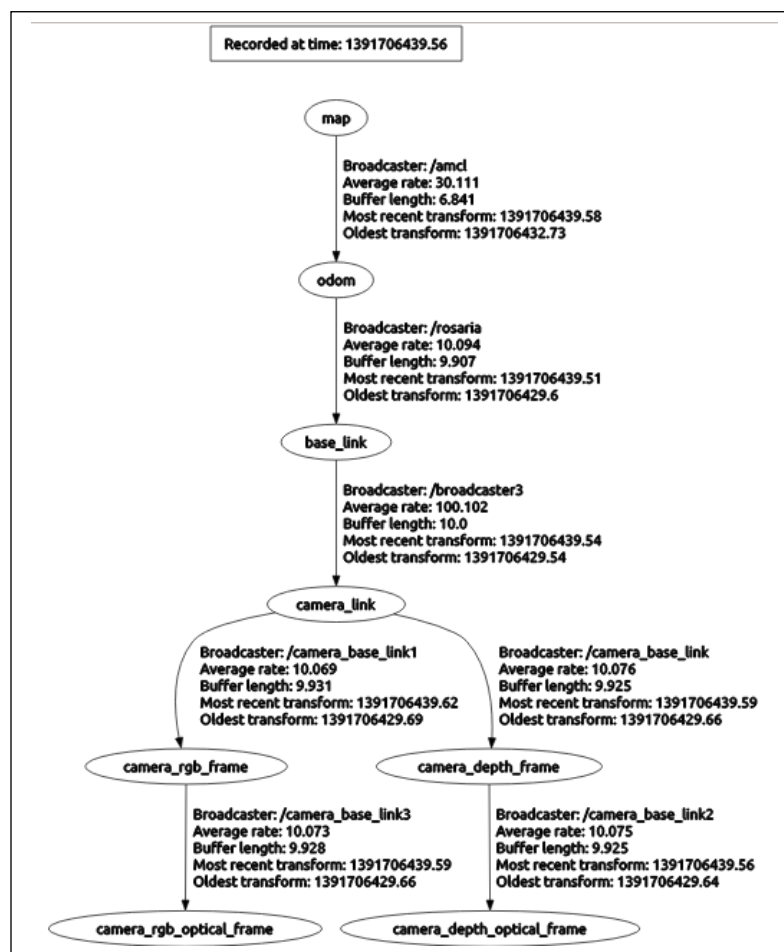 Recorded at time: 1391706439.56
map
Broadcaster: /amcl
Average rate: 30.111
Buffer length: 6.841
Most recent transform: 1391706439.58
Oldest transform: 1391706432.73
odom
Broadcaster: /rosaria
Average rate: 10.094
Buffer length: 9.907
Most recent transform: 1391706439.51
Oldest transform: 1391706429.6
base_link
Broadcaster: /broadcaster3
Average rate: 100.102
Buffer length: 10.0
Most recent transform: 1391706439.54
Oldest transform: 1391706429.54
camera_link
Broadcaster: /camera_base_link1
Average rate: 10.069
Buffer length: 9.931
Most recent transform: 1391706439.62
Oldest transform: 1391706429.69
Broadcaster: /camera_base_link
Average rate: 10.076
Buffer length: 9.925
Most recent transform: 1391706439.59
Oldest transform: 1391706429.66
camera_rgb_frame
camera_depth_frame
Broadcaster: /camera_base_link3
Average rate: 10.073
Buffer length: 9.928
Most recent transform: 1391706439.59
Oldest transform: 1391706429.66
Broadcaster: /camera_base_link2
Average rate: 10.075
Buffer length: 9.925
Most recent transform: 1391706439.56
Oldest transform: 1391706429.64
camera_rgb_optical_frame
camera_depth_optical_frame